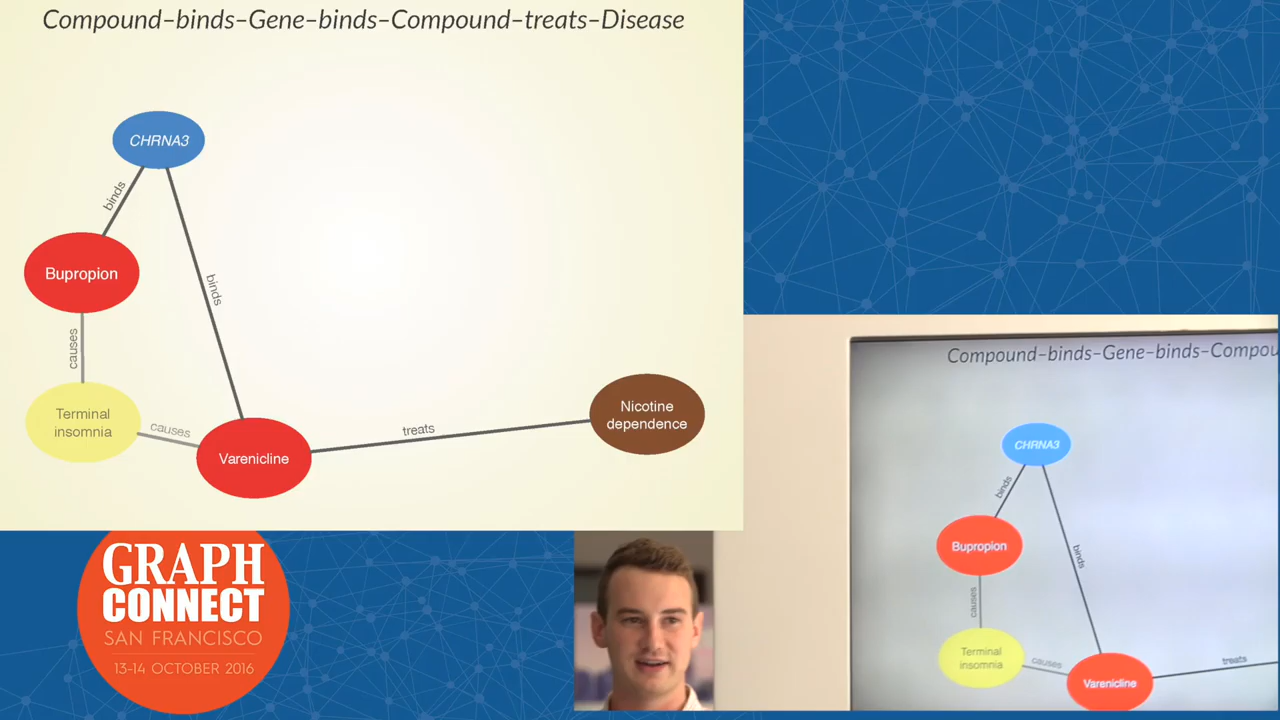 Compound–binds–Gene–binds–Compound–treats–Disease
CHRNA3
binds
Bupropion
binds
causes
Terminal
insomnia
causes
Varenicline
treats
Nicotine
dependence
GRAPH
CONNECT
SAN FRANCISCO
13-14 OCTOBER 2016
Compound–binds–Gene–binds–Compou
CHRNA3
binds
Bupropion
binds
causes
Terminal
insomnia
causes
Varenicline
treats